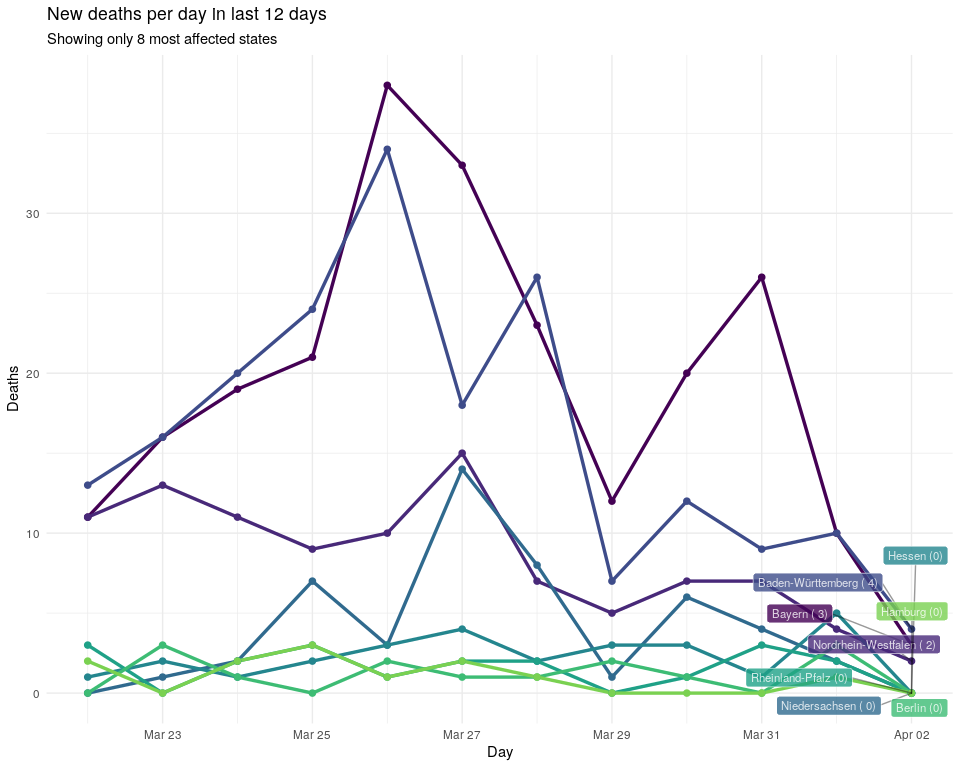 New deaths per day in last 12 days
Showing only 8 most affected states
Deaths
30
20
10
0
Hessen (0)
Baden-Württemberg ( 4)
Hamburg (0)
Bayern ( 3)
Nordrhein-Westfalen ( 2)
Rheinland-Pfalz (0)
Niedersachsen ( 0)
Berlin (0)
Mar 23
Mar 25
Mar 27
Mar 29
Mar 31
Apr 02
Day